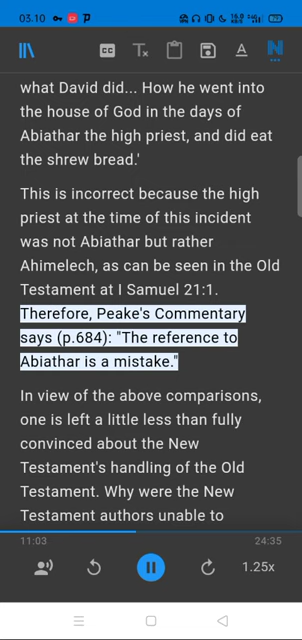 03.10
16.8
KB/S
72
CC
what David did... How he went into
the house of God in the days of
Abiathar the high priest, and did eat
the shrew bread.'
This is incorrect because the high
priest at the time of this incident
was not Abiathar but rather
Ahimelech, as can be seen in the Old
Testament at I Samuel 21:1.
Therefore, Peake's Commentary
says (p.684): "The reference to
Abiathar is a mistake."
In view of the above comparisons,
one is left a little less than fully
convinced about the New
Testament's handling of the Old
Testament. Why were the New
Testament authors unable to
11:03
24:35
1.25x